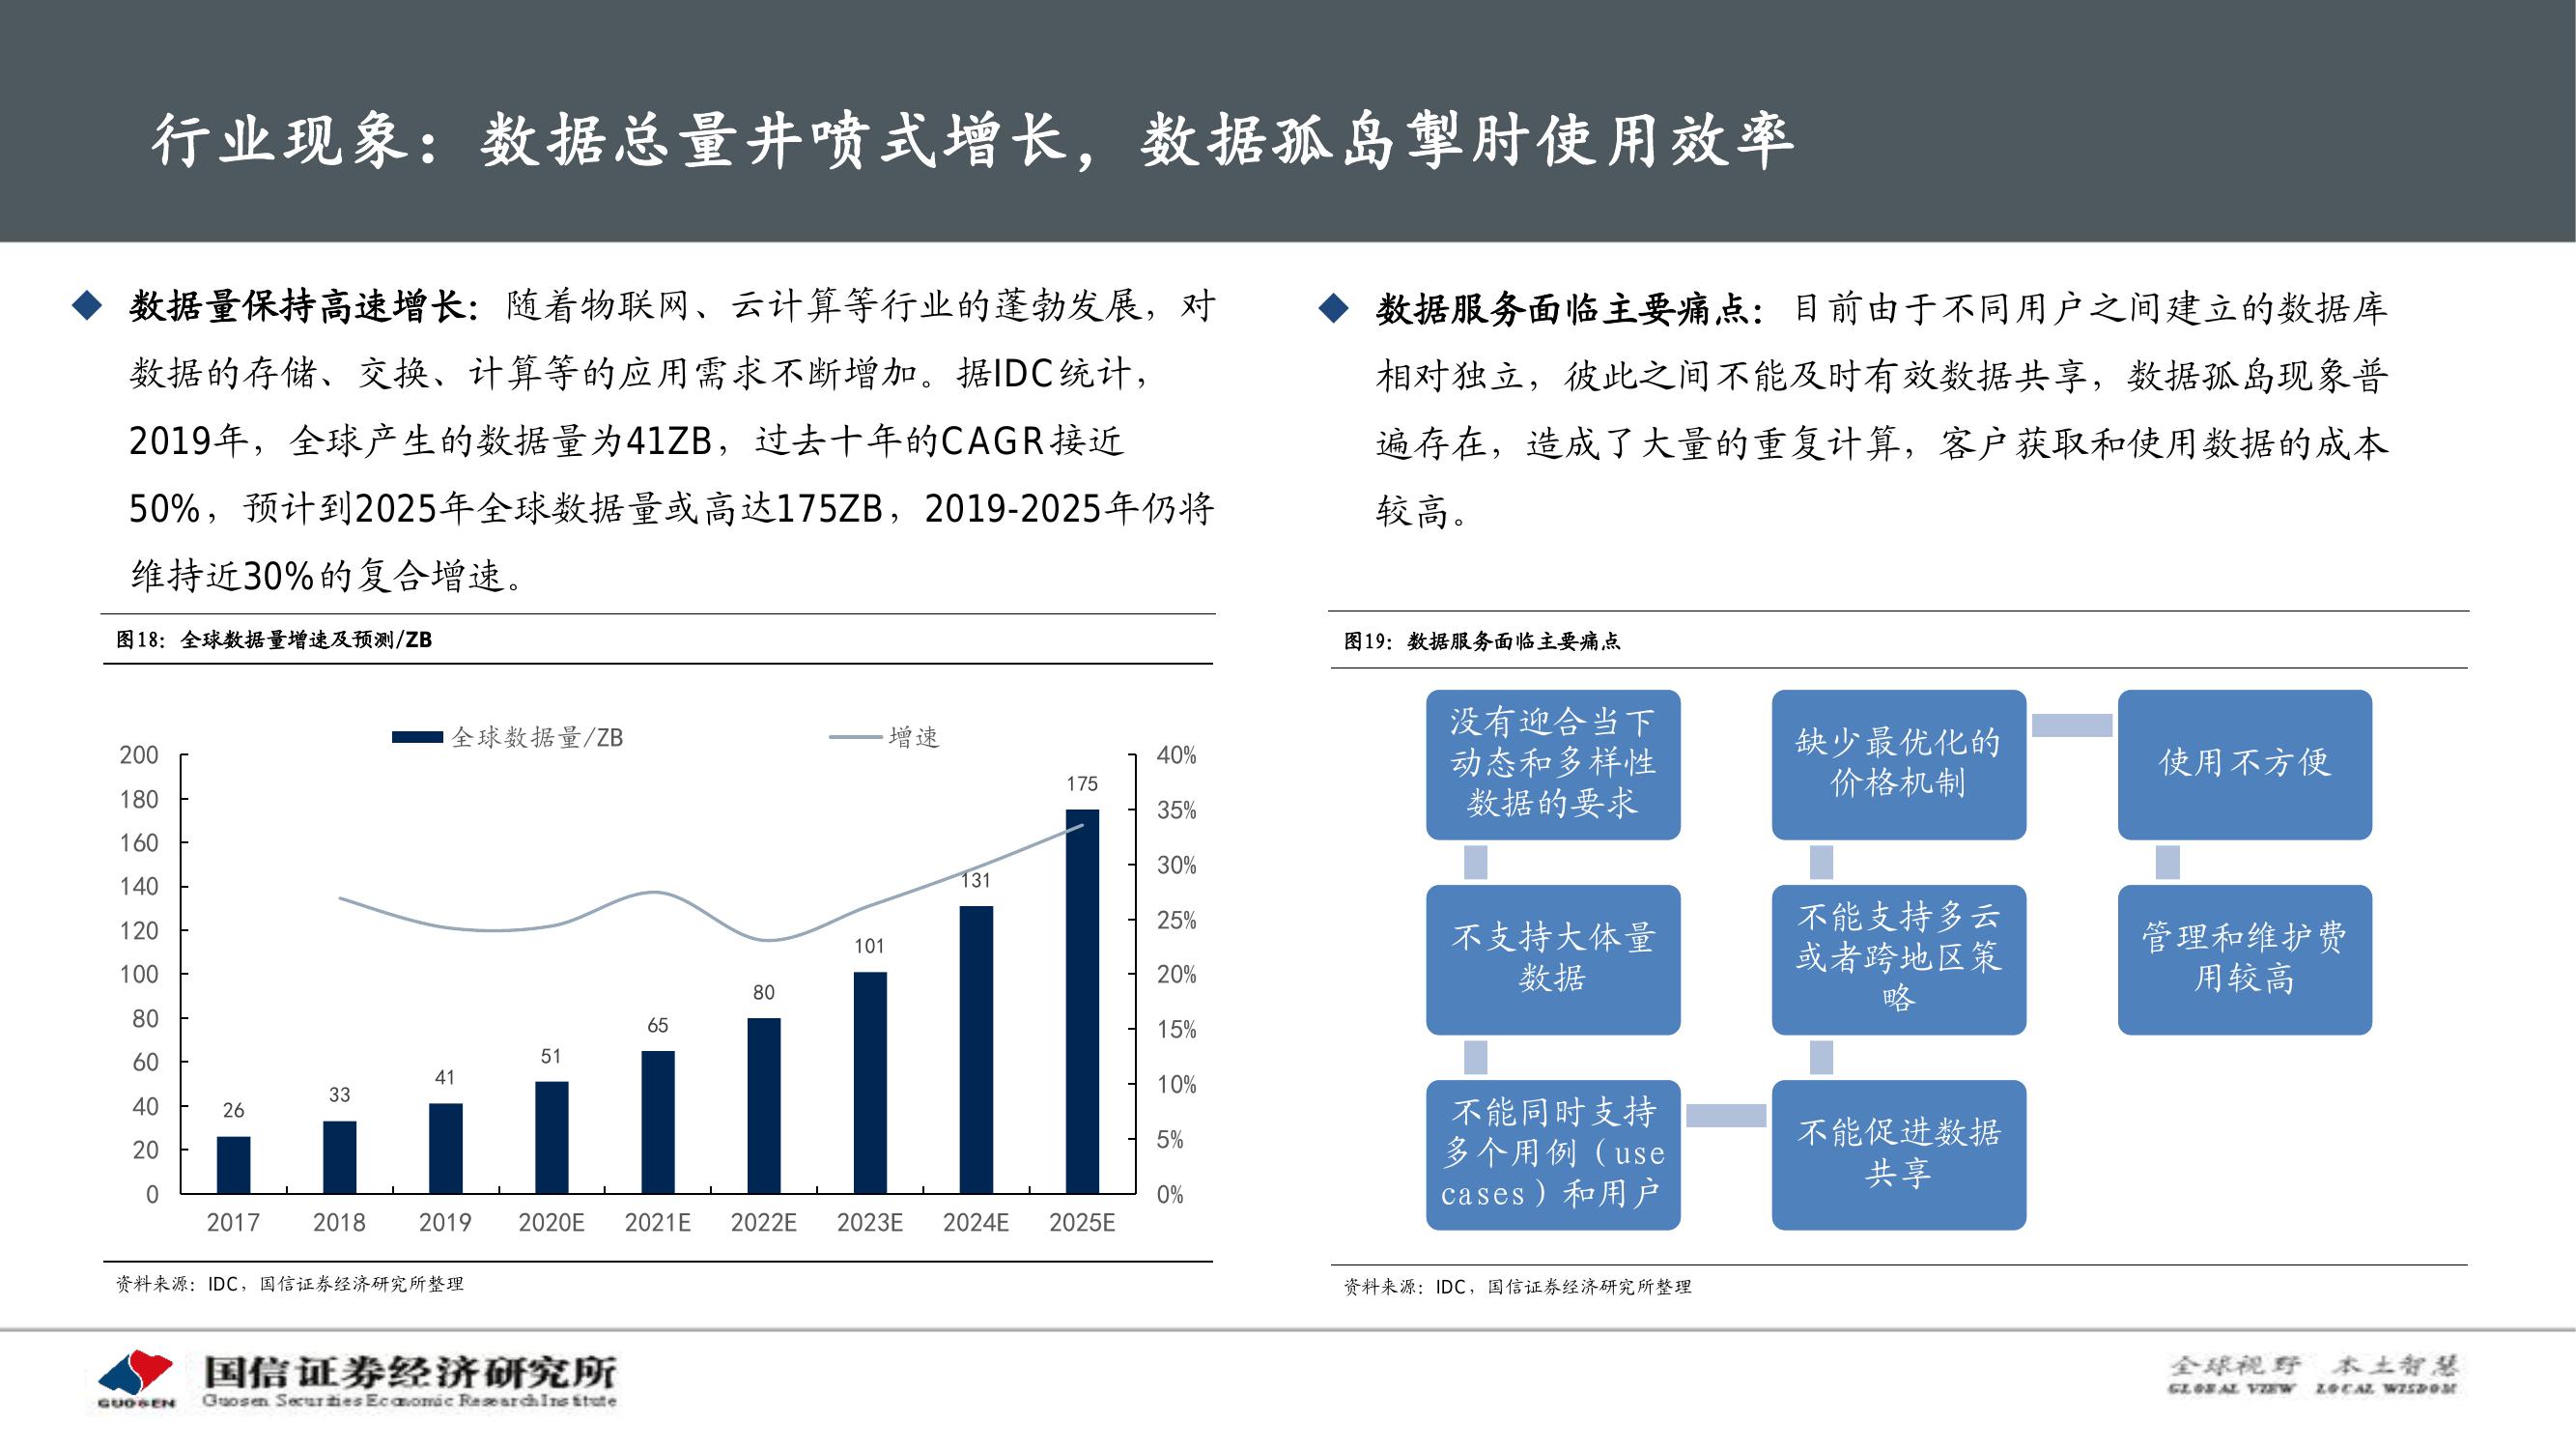 行业现象：数据总量井喷式增长，数据孤岛掣肘使用效率
数据量保持高速增长：随着物联网、云计算等行业的蓬勃发展，对
数据的存储、交换、计算等的应用需求不断增加。据IDC统计，
2019年，全球产生的数据量为41ZB，过去十年的CAGR接近
50%，预计到2025年全球数据量或高达175ZB，2019-2025年仍将
维持近30%的复合增速。
数据服务面临主要痛点：目前由于不同用户之间建立的数据库
相对独立，彼此之间不能及时有效数据共享，数据孤岛现象普
遍存在，造成了大量的重复计算，客户获取和使用数据的成本
较高。
图18：全球数据量增速及预测/ZB
全球数据量/ZB 增速
200
180
160
140
120
100
80
60
40
20
0
40%
35%
30%
25%
20%
15%
10%
5%
0%
26
33
41
51
65
80
101
131
175
2017 2018 2019 2020E 2021E 2022E 2023E 2024E 2025E
资料来源：IDC，国信证券经济研究所整理
图19：数据服务面临主要痛点
没有迎合当下
动态和多样性
数据的要求
不支持大体量
数据
不能同时支持
多个用例（use
cases）和用户
不能促进数据
共享
不能支持多云
或者跨地区策
略
缺少最优化的
价格机制
使用不方便
管理和维护费
用较高
资料来源：IDC，国信证券经济研究所整理
GUOSEN
国信证券经济研究所
Guosen Securities Economic Research Institute
全球视野 本土智慧
GLOBAL VIEW LOCAL WISDOM